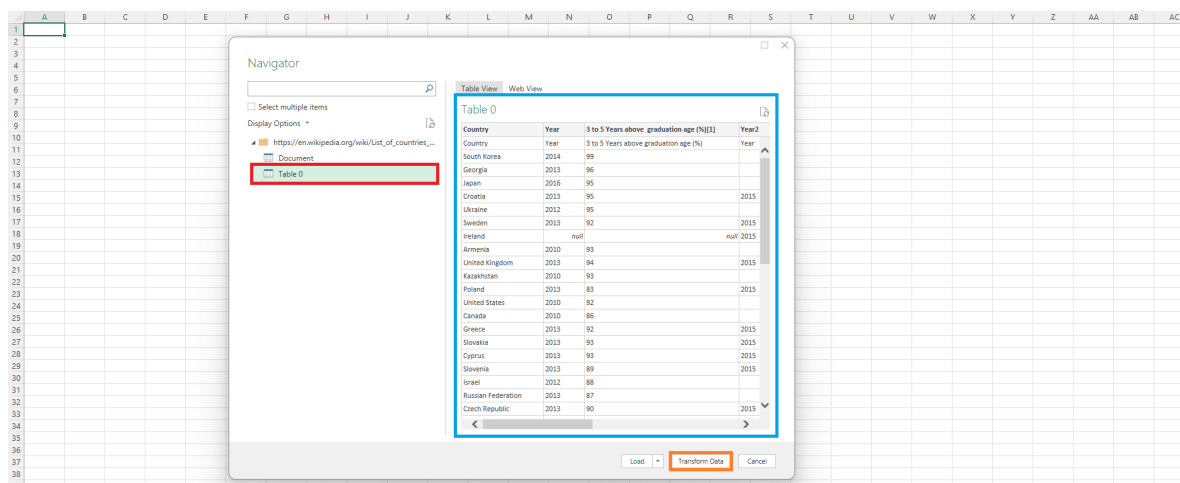 A B C D E F G H I J K L M N O P Q R S T U V W X Y Z AA AB AC
1
2
3
Navigator
4
5
6
Table View Web View
7
Select multiple items
8
Table 0
9
Display Options
Country Year 3 to 5 Years above graduation age (%)[1] Year2
10
https://en.wikipedia.org/wiki/List_of_countries_...
Country Year 3 to 5 Years above graduation age (%) Year
11
Document
South Korea 2014 99
12
Table 0
Georgia 2013 96
13
Japan 2016 95
14
Croatia 2013 95 2015
15
Ukraine 2012 95
16
Sweden 2013 92 2015
17
Ireland null null 2015
18
Armenia 2010 93
19
United Kingdom 2013 94 2015
20
Kazakhstan 2010 93
21
Poland 2013 83 2015
22
United States 2010 92
23
Canada 2010 86
24
Greece 2013 92 2015
25
Slovakia 2013 93 2015
26
Cyprus 2013 93 2015
27
Slovenia 2013 89 2015
28
Israel 2012 88
29
Russian Federation 2013 87
30
Czech Republic 2013 90 2015
31
32
33
34
35
36
Load Transform Data Cancel
37
38